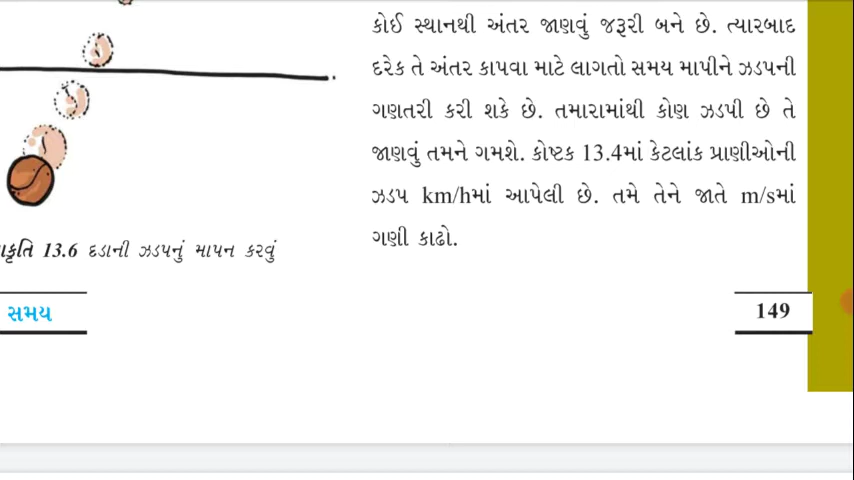 કોઈ સ્થાનથી અંતર જાણવું જરૂરી બને છે. ત્યારબાદ
દરેક તે અંતર કાપવા માટે લાગતો સમય માપીને ઝડપની
ગણતરી કરી શકે છે. તમારામાંથી કોણ ઝડપી છે તે
જાણવું તમને ગમશે. કોષ્ટક 13.4માં કેટલાંક પ્રાણીઓની
ઝડપ km/hમાં આપેલી છે. તમે તેને જાતે m/sમાં
ગણી કાઢો.
13.6 દડાની ઝડપનું માપન કરવું
સમય
149